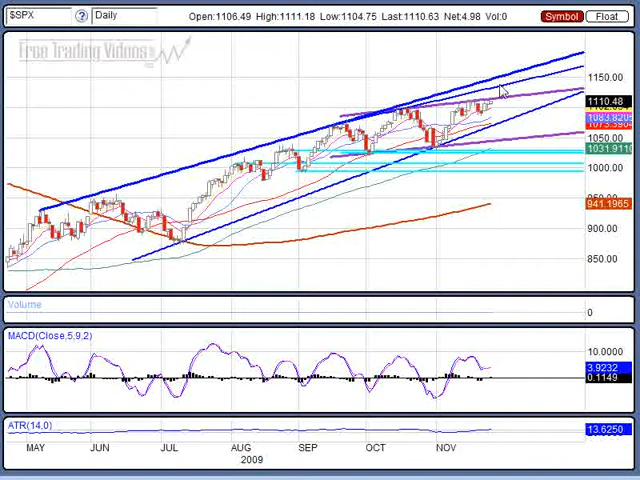 $SPX ? Daily Open:1106.49 High:1111.18 Low:1104.75 Last:1110.63 Net:4.98 Vol:0 Symbol Float
Free Trading Videos
1150.00
1110.48
1083.820
1050.00
1031.911
1000.00
941.1965
900.00
850.00
Volume
0
MACD(Close,5,9,2)
10.0000
3.9232
0.1149
ATR(14,0)
13.6250
MAY JUN JUL AUG SEP OCT NOV
2009